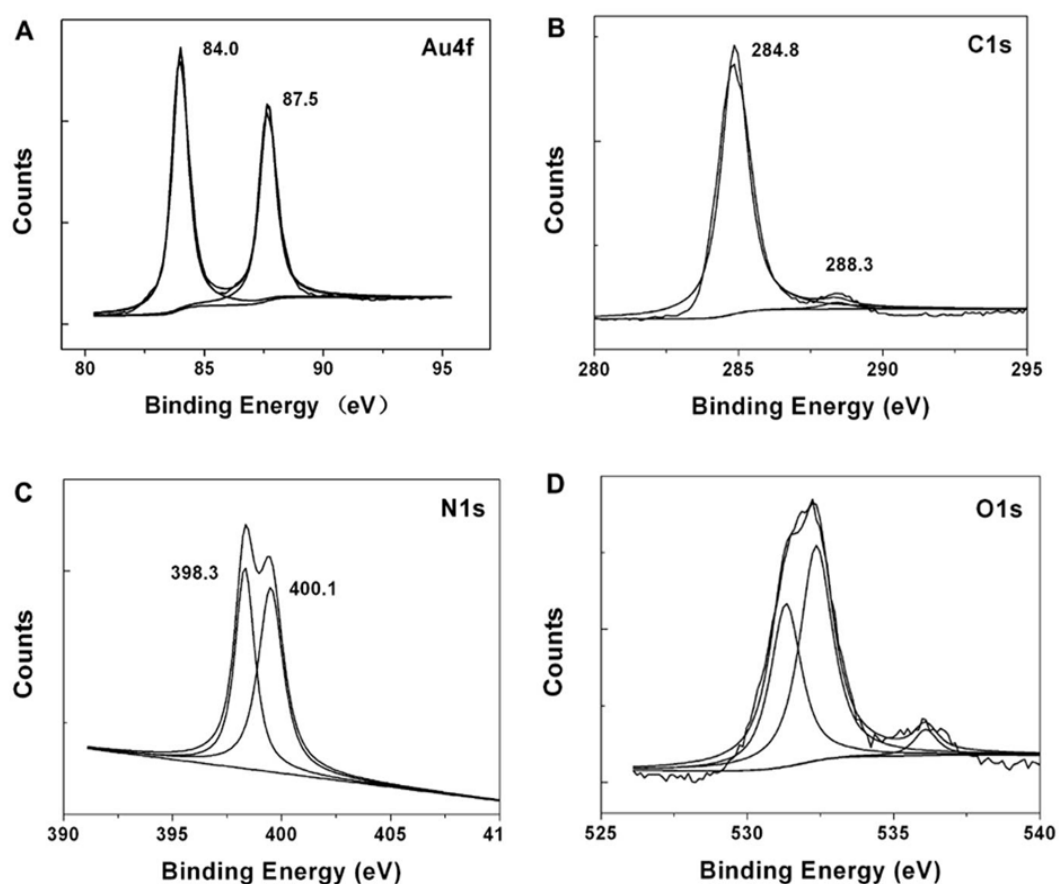 A
Au4f
84.0
87.5
Counts
80 85 90 95
Binding Energy (eV)
B
C1s
284.8
288.3
Counts
280 285 290 295
Binding Energy (eV)
C
N1s
398.3
400.1
Counts
390 395 400 405 41
Binding Energy (eV)
D
O1s
Counts
525 530 535 540
Binding Energy (eV)